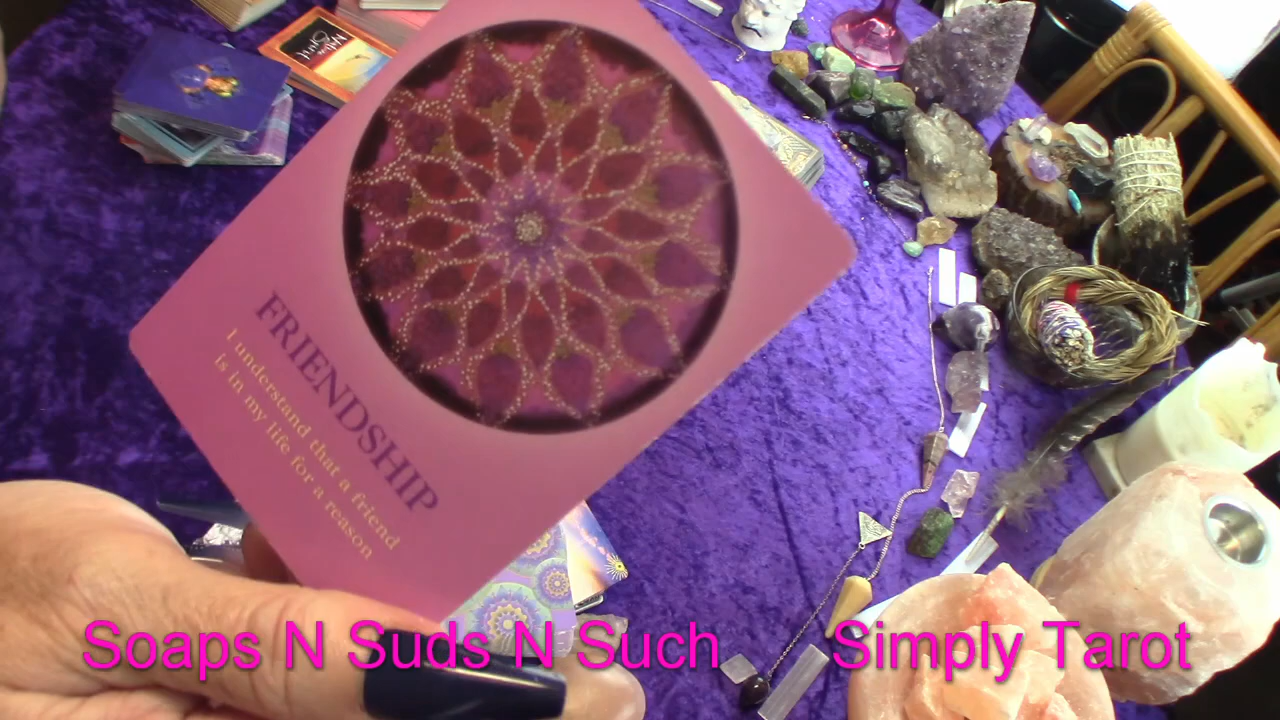 FRIENDSHIP
I understand that a friend
is in my life for a reason
Soaps N Suds N Such
Simply Tarot